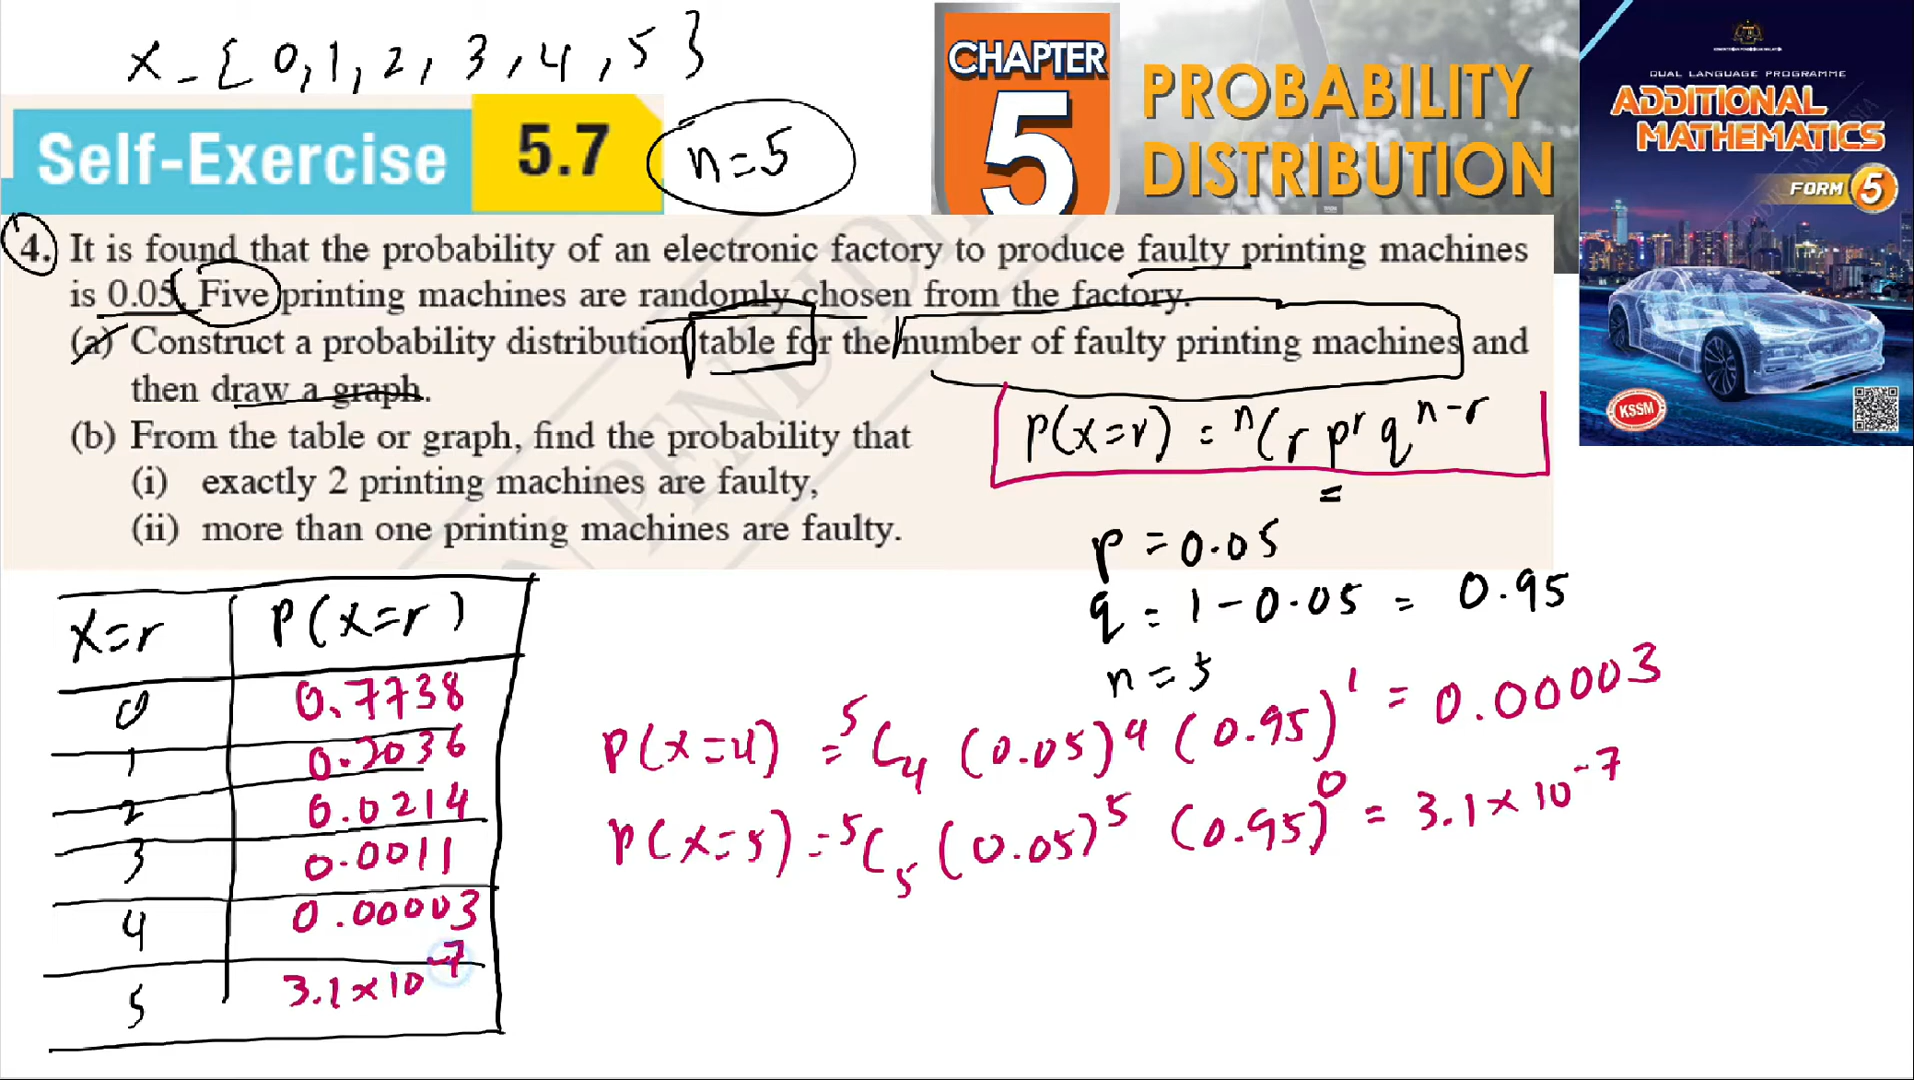 x - { 0, 1, 2, 3, 4, 5 }
Self-Exercise 5.7
n = 5
CHAPTER
5
PROBABILITY
DISTRIBUTION
DUAL LANGUAGE PROGRAMME
ADDITIONAL
MATHEMATICS
FORM 5
KSSM
4. It is found that the probability of an electronic factory to produce faulty printing machines
is 0.05. Five printing machines are randomly chosen from the factory.
(a) Construct a probability distribution table for the number of faulty printing machines and
then draw a graph.
(b) From the table or graph, find the probability that
(i) exactly 2 printing machines are faulty,
(ii) more than one printing machines are faulty.
P(x=r) = ⁿCr pʳ qⁿ⁻ʳ
=
p = 0.05
q = 1 - 0.05 = 0.95
n = 5
X=r P(x=r)
0 0.7738
1 0.2036
2 0.0214
3 0.0011
4 0.00003
5 3.1 x 10⁻⁷
P(x=4) = ⁵C₄ (0.05)⁴ (0.95)¹ = 0.00003
P(x=5) = ⁵C₅ (0.05)⁵ (0.95)⁰ = 3.1 x 10⁻⁷